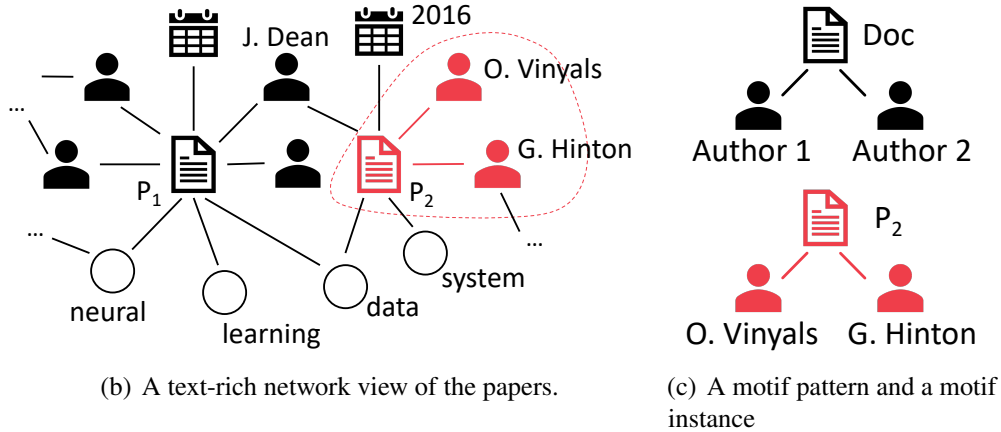 2016
J. Dean
O. Vinyals
...
G. Hinton
P1
P2
...
...
neural
learning
data
system
(b) A text-rich network view of the papers.
Doc
Author 1
Author 2
P2
O. Vinyals
G. Hinton
(c) A motif pattern and a motif
instance